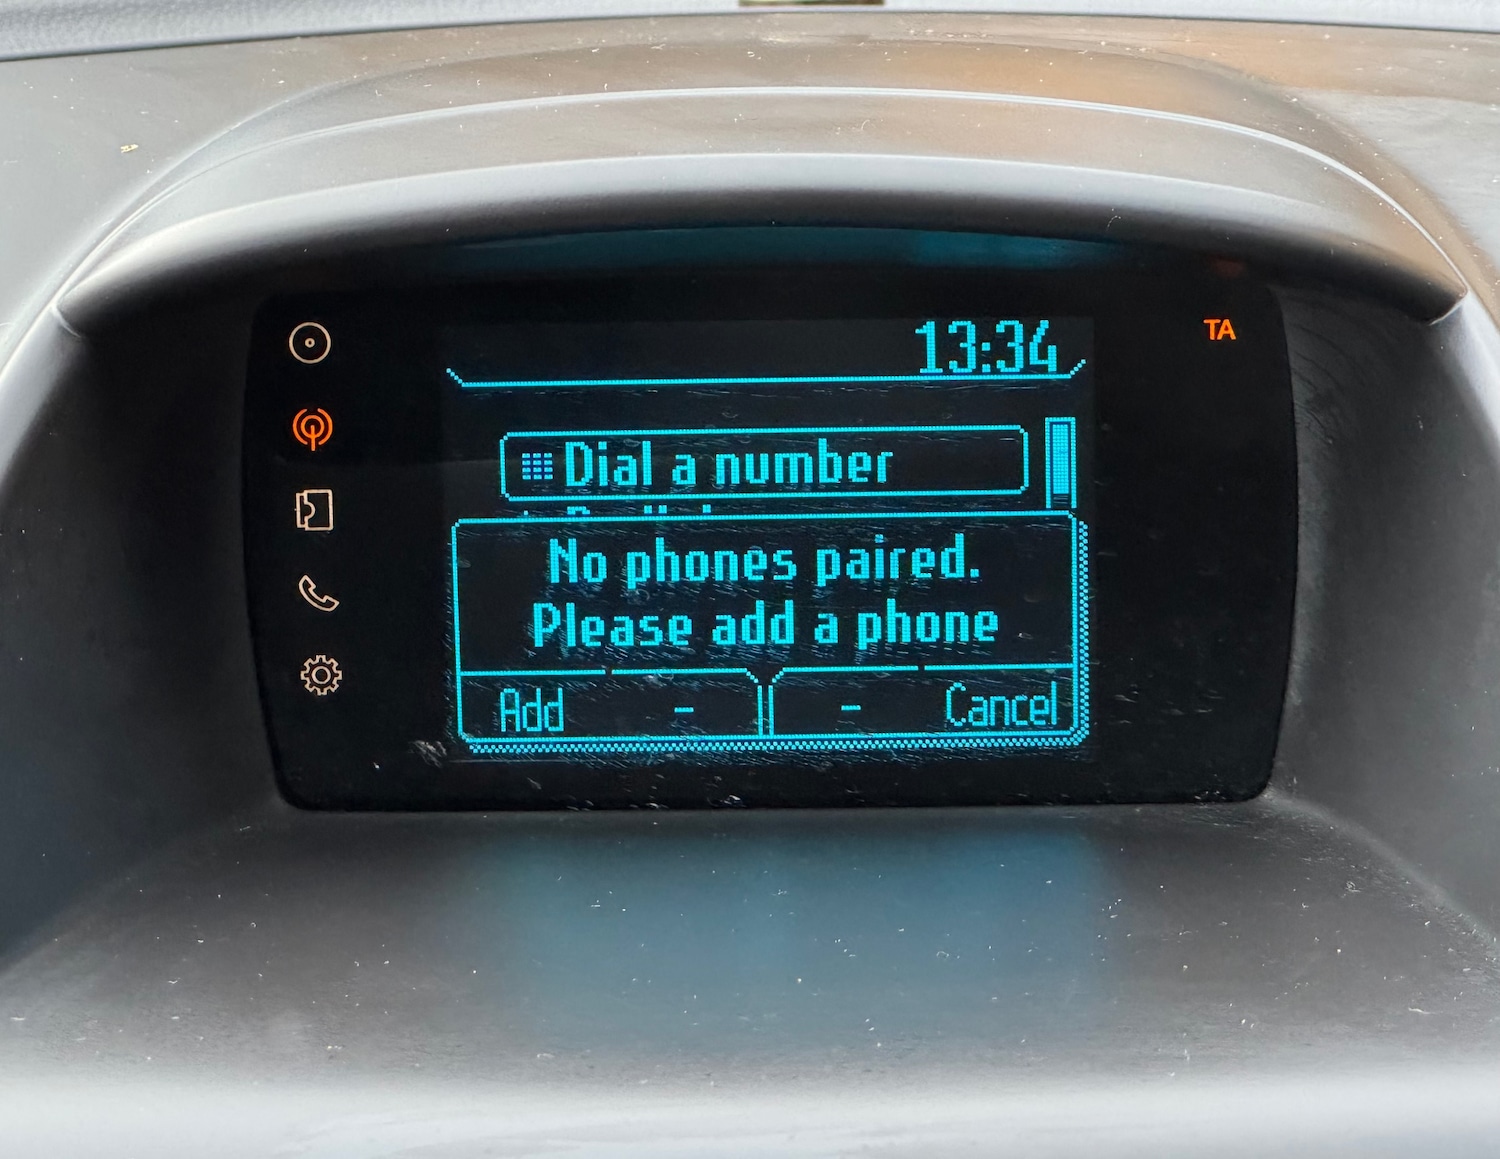 13:34
TA
Dial a number
No phones paired.
Please add a phone
Add - - Cancel